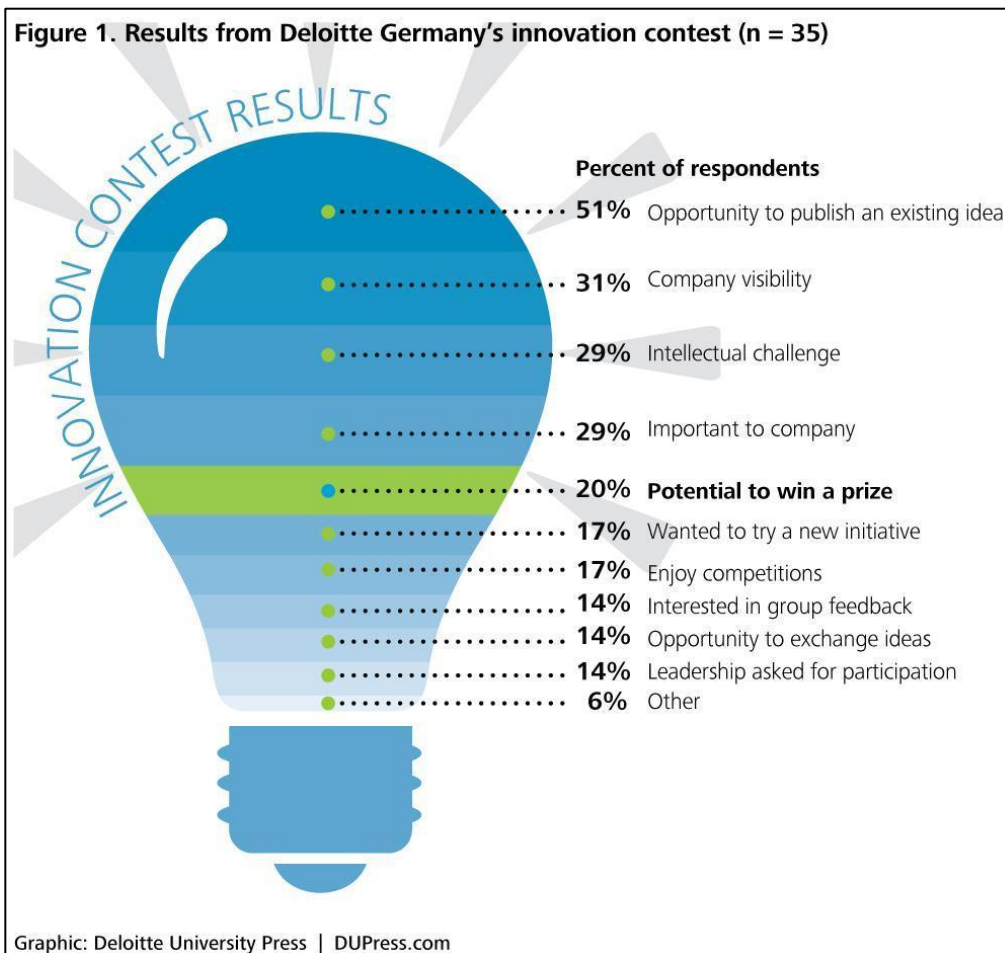 Figure 1. Results from Deloitte Germany’s innovation contest (n = 35)
INNOVATION CONTEST RESULTS
Percent of respondents
51% Opportunity to publish an existing idea
31% Company visibility
29% Intellectual challenge
29% Important to company
20% Potential to win a prize
17% Wanted to try a new initiative
17% Enjoy competitions
14% Interested in group feedback
14% Opportunity to exchange ideas
14% Leadership asked for participation
6% Other
Graphic: Deloitte University Press | DUPress.com